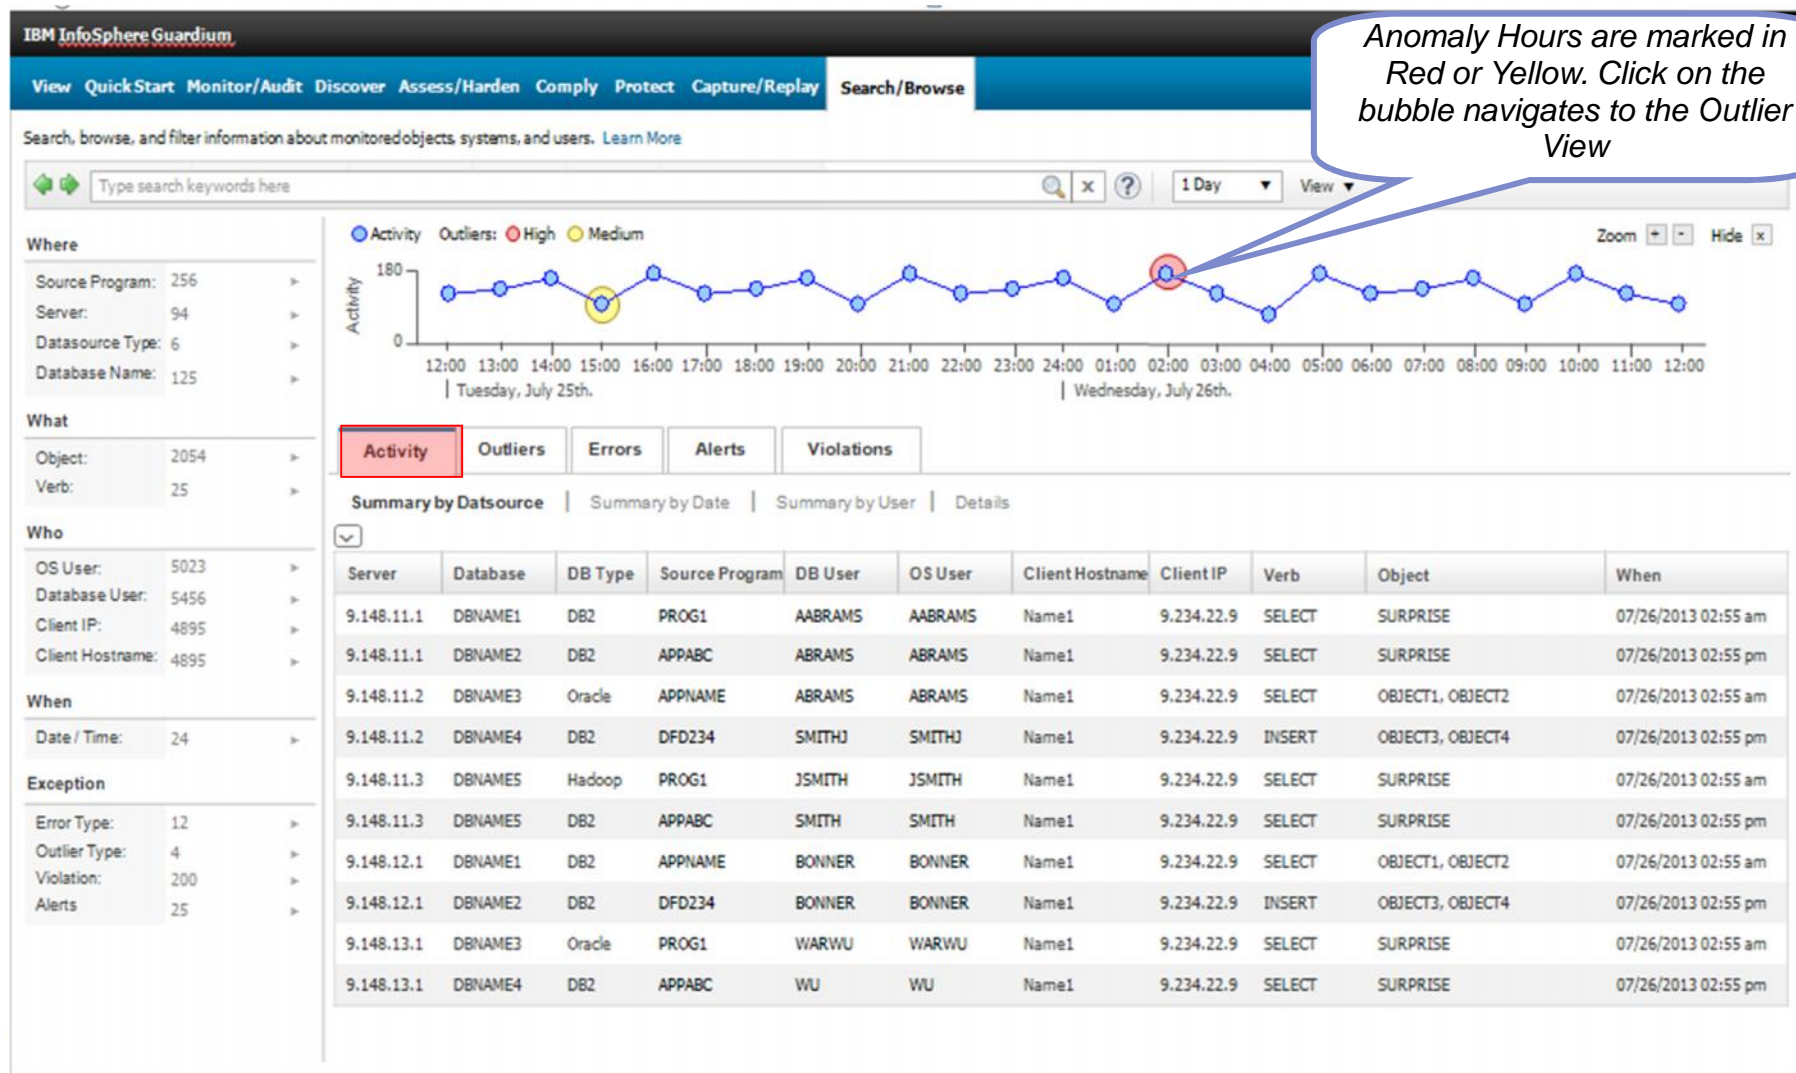 IBM InfoSphere Guardium
Anomaly Hours are marked in
Red or Yellow. Click on the
bubble navigates to the Outlier
View
View QuickStart Monitor/Audit Discover Assess/Harden Comply Protect Capture/Replay Search/Browse
Search, browse, and filter information about monitored objects, systems, and users. Learn More
Type search keywords here x ? 1 Day View
Activity Outliers: High Medium Zoom + - Hide x
Where
Source Program: 256
Server: 94
Datasource Type: 6
Database Name: 125
What
Object: 2054
Verb: 25
Who
OS User: 5023
Database User: 5456
Client IP: 4895
Client Hostname: 4895
When
Date / Time: 24
Exception
Error Type: 12
Outlier Type: 4
Violation: 200
Alerts 25
Activity
180
0
12:00 13:00 14:00 15:00 16:00 17:00 18:00 19:00 20:00 21:00 22:00 23:00 24:00 01:00 02:00 03:00 04:00 05:00 06:00 07:00 08:00 09:00 10:00 11:00 12:00
Tuesday, July 25th. Wednesday, July 26th.
Activity Outliers Errors Alerts Violations
Summary by Datsource | Summary by Date | Summary by User | Details
Server Database DB Type Source Program DB User OS User Client Hostname Client IP Verb Object When
9.148.11.1 DBNAME1 DB2 PROG1 AABRAMS AABRAMS Name1 9.234.22.9 SELECT SURPRISE 07/26/2013 02:55 am
9.148.11.1 DBNAME2 DB2 APPABC ABRAMS ABRAMS Name1 9.234.22.9 SELECT SURPRISE 07/26/2013 02:55 pm
9.148.11.2 DBNAME3 Oracle APPNAME ABRAMS ABRAMS Name1 9.234.22.9 SELECT OBJECT1, OBJECT2 07/26/2013 02:55 am
9.148.11.2 DBNAME4 DB2 DFD234 SMITHJ SMITHJ Name1 9.234.22.9 INSERT OBJECT3, OBJECT4 07/26/2013 02:55 pm
9.148.11.3 DBNAME5 Hadoop PROG1 JSMITH JSMITH Name1 9.234.22.9 SELECT SURPRISE 07/26/2013 02:55 am
9.148.11.3 DBNAME5 DB2 APPABC SMITH SMITH Name1 9.234.22.9 SELECT SURPRISE 07/26/2013 02:55 pm
9.148.12.1 DBNAME1 DB2 APPNAME BONNER BONNER Name1 9.234.22.9 SELECT OBJECT1, OBJECT2 07/26/2013 02:55 am
9.148.12.1 DBNAME2 DB2 DFD234 BONNER BONNER Name1 9.234.22.9 INSERT OBJECT3, OBJECT4 07/26/2013 02:55 pm
9.148.13.1 DBNAME3 Oracle PROG1 WARWU WARWU Name1 9.234.22.9 SELECT SURPRISE 07/26/2013 02:55 am
9.148.13.1 DBNAME4 DB2 APPABC WU WU Name1 9.234.22.9 SELECT SURPRISE 07/26/2013 02:55 pm